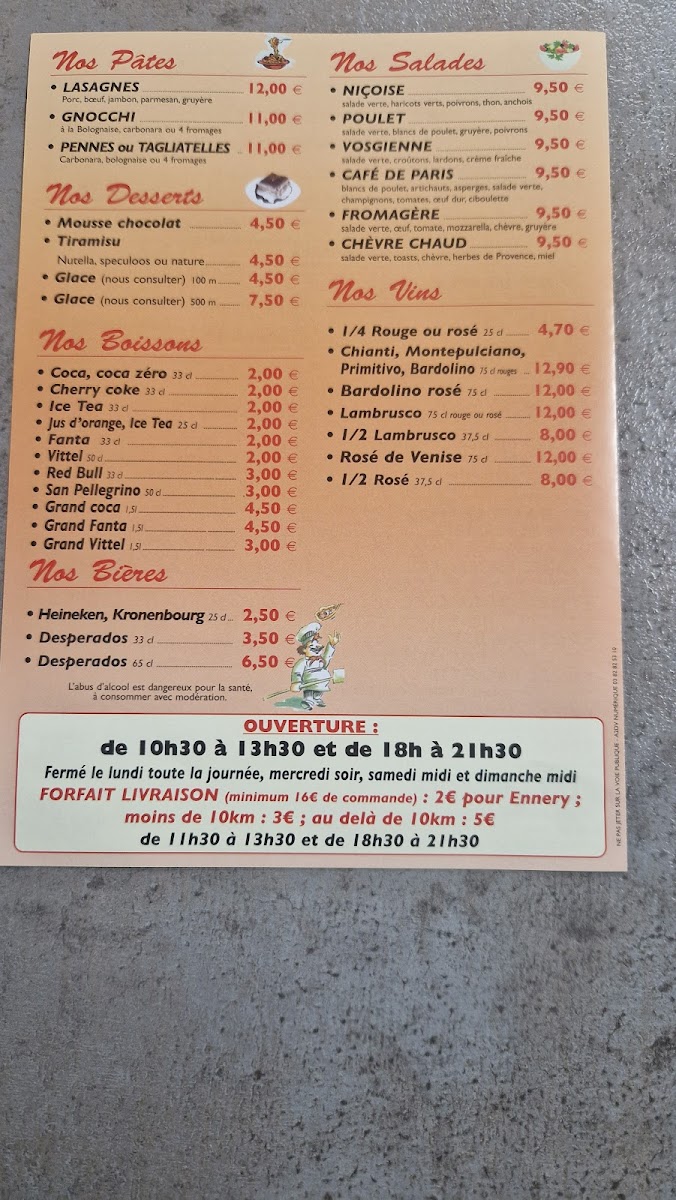 Nos Pâtes
• LASAGNES 12,00 €
Porc, bœuf, jambon, parmesan, gruyère
• GNOCCHI 11,00 €
à la Bolognaise, carbonara ou 4 fromages
• PENNES ou TAGLIATELLES 11,00 €
Carbonara, bolognaise ou 4 fromages
Nos Desserts
• Mousse chocolat 4,50 €
• Tiramisu
Nutella, speculoos ou nature 4,50 €
• Glace (nous consulter) 100 m 4,50 €
• Glace (nous consulter) 500 m 7,50 €
Nos Boissons
• Coca, coca zéro 33 cl 2,00 €
• Cherry coke 33 cl 2,00 €
• Ice Tea 33 cl 2,00 €
• Jus d'orange, Ice Tea 25 cl 2,00 €
• Fanta 33 cl 2,00 €
• Vittel 50 cl 2,00 €
• Red Bull 33 cl 3,00 €
• San Pellegrino 50 cl 3,00 €
• Grand coca 1,5l 4,50 €
• Grand Fanta 1,5l 4,50 €
• Grand Vittel 1,5l 3,00 €
Nos Bières
• Heineken, Kronenbourg 25 cl 2,50 €
• Desperados 33 cl 3,50 €
• Desperados 65 cl 6,50 €
L'abus d'alcool est dangereux pour la santé,
à consommer avec modération.
Nos Salades
• NIÇOISE 9,50 €
salade verte, haricots verts, poivrons, thon, anchois
• POULET 9,50 €
salade verte, blancs de poulet, gruyère, poivrons
• VOSGIENNE 9,50 €
salade verte, croûtons, lardons, crème fraîche
• CAFÉ DE PARIS 9,50 €
blancs de poulet, artichauts, asperges, salade verte,
champignons, tomates, œuf dur, ciboulette
• FROMAGÈRE 9,50 €
salade verte, œuf, tomate, mozzarella, chèvre, gruyère
• CHÈVRE CHAUD 9,50 €
salade verte, toasts, chèvre, herbes de Provence, miel
Nos Vins
• 1/4 Rouge ou rosé 25 cl 4,70 €
• Chianti, Montepulciano,
Primitivo, Bardolino 75 cl rouges 12,90 €
• Bardolino rosé 75 cl 12,00 €
• Lambrusco 75 cl rouge ou rosé 12,00 €
• 1/2 Lambrusco 37,5 cl 8,00 €
• Rosé de Venise 75 cl 12,00 €
• 1/2 Rosé 37,5 cl 8,00 €
OUVERTURE :
de 10h30 à 13h30 et de 18h à 21h30
Fermé le lundi toute la journée, mercredi soir, samedi midi et dimanche midi
FORFAIT LIVRAISON (minimum 16€ de commande) : 2€ pour Ennery ;
moins de 10km : 3€ ; au delà de 10km : 5€
de 11h30 à 13h30 et de 18h30 à 21h30
NE PAS JETER SUR LA VOIE PUBLIQUE - NUMÉRIQUE 03 82 82 53 19